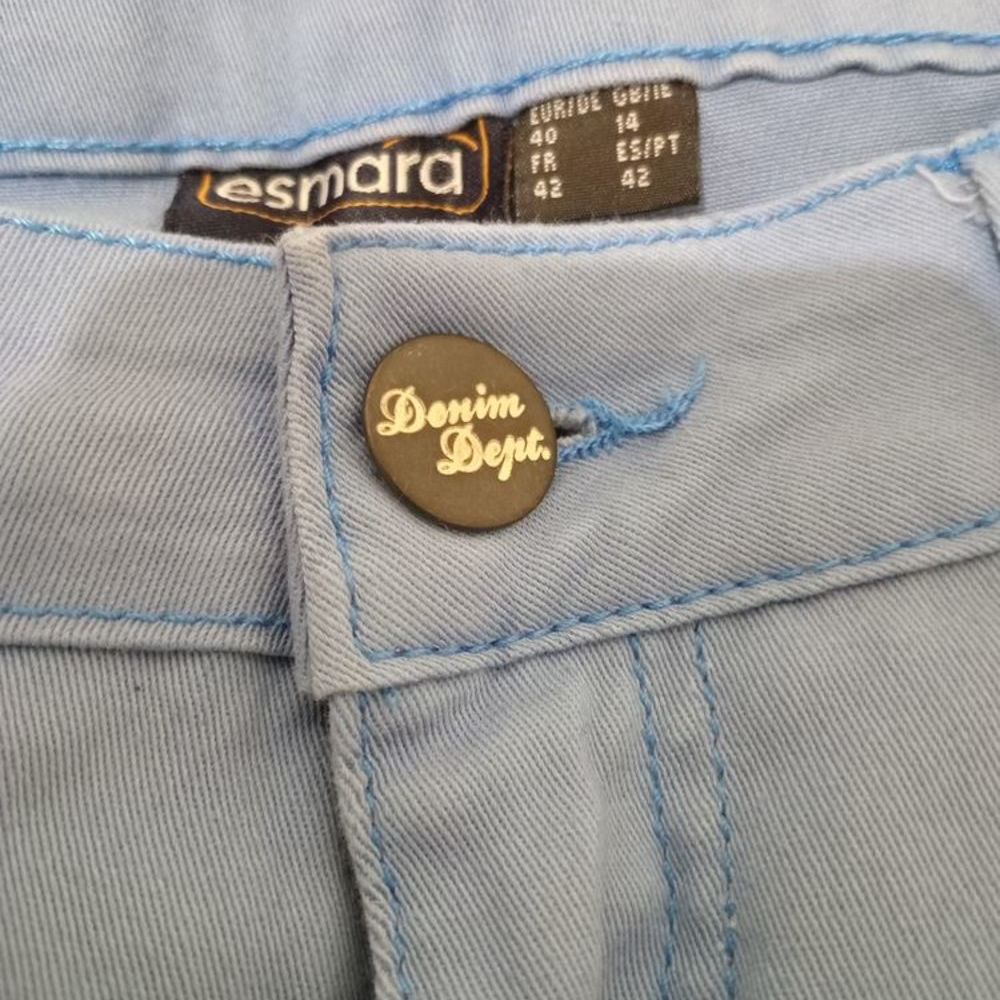 esmara
EUR/DE GB/IE
40 14
FR ES/PT
42 42
Denim
Dept.